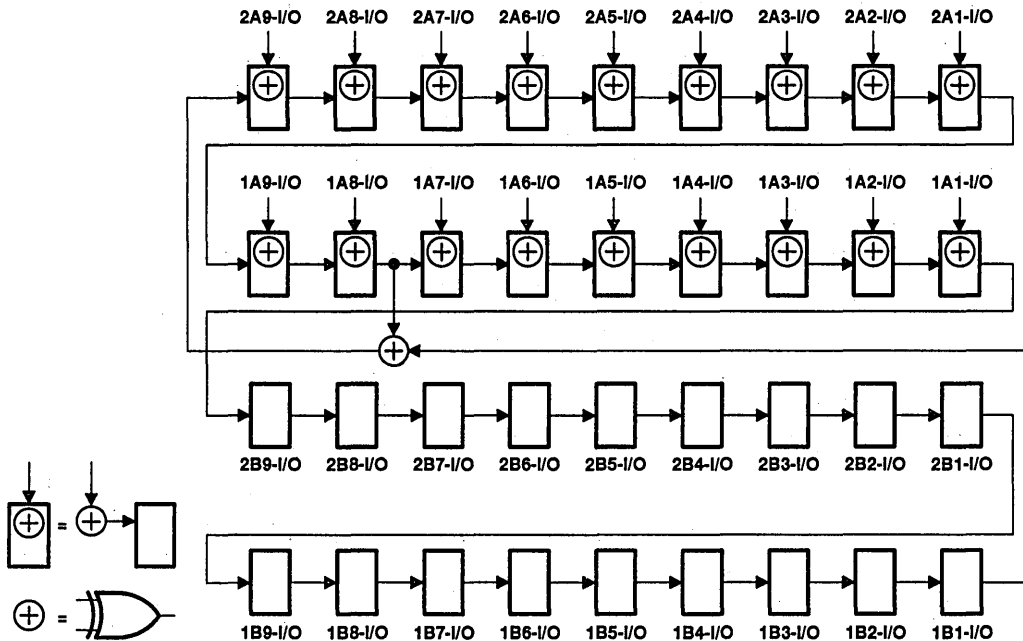 2A9-I/O 2A8-I/O 2A7-I/O 2A6-I/O 2A5-I/O 2A4-I/O 2A3-I/O 2A2-I/O 2A1-I/O
1A9-I/O 1A8-I/O 1A7-I/O 1A6-I/O 1A5-I/O 1A4-I/O 1A3-I/O 1A2-I/O 1A1-I/O
2B9-I/O 2B8-I/O 2B7-I/O 2B6-I/O 2B5-I/O 2B4-I/O 2B3-I/O 2B2-I/O 2B1-I/O
=
=
1B9-I/O 1B8-I/O 1B7-I/O 1B6-I/O 1B5-I/O 1B4-I/O 1B3-I/O 1B2-I/O 1B1-I/O